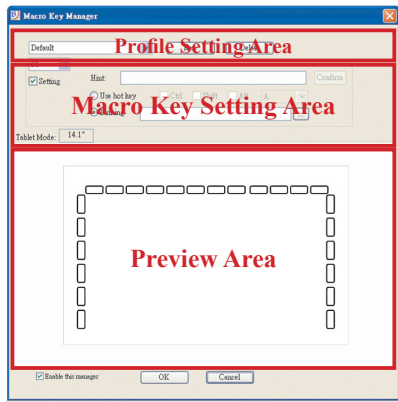 Macro Key Manager
Profile Setting Area
Default
Setting
Hint:
Confirm
Macro Key Setting Area
Use hot key
Ctrl
Shift
Alt
A
...
Tablet Mode: 14.1"
Preview Area
Enable this manager
OK
Cancel